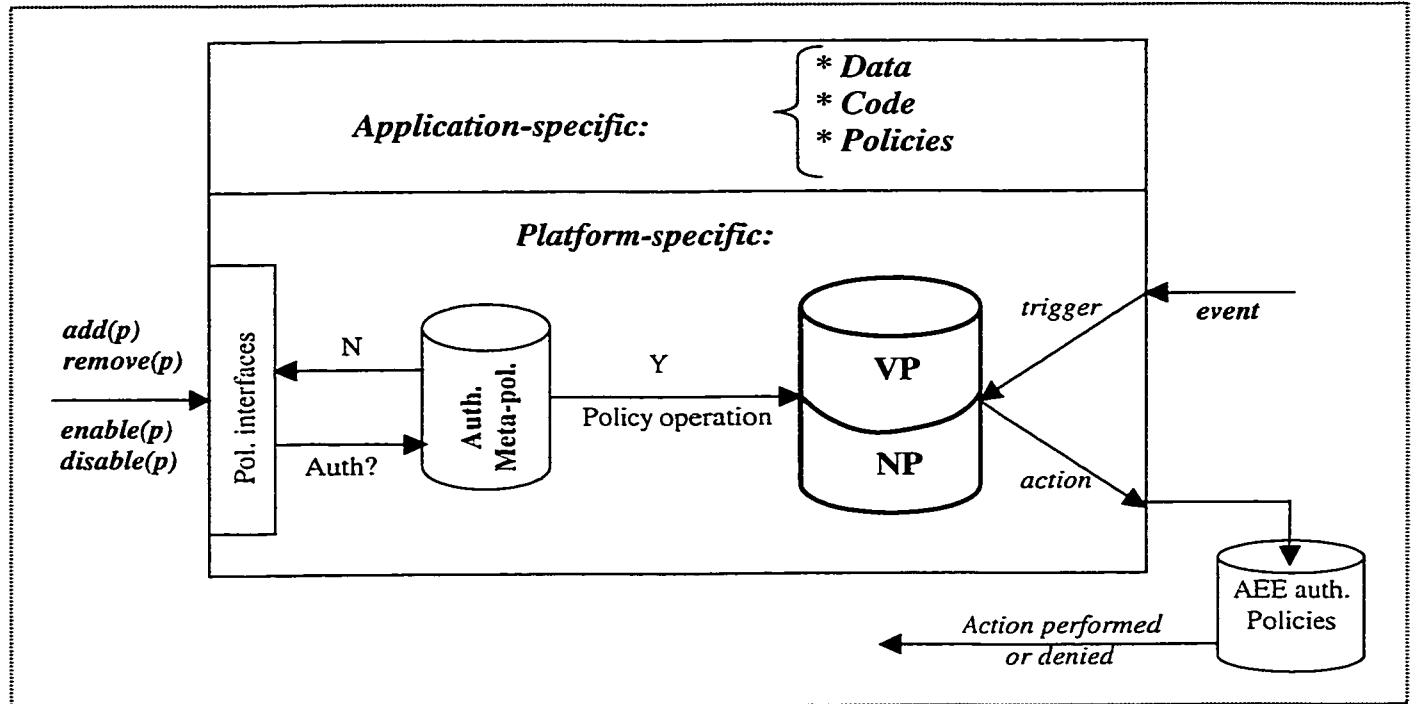 * Data
* Code
Application-specific:
* Policies
Platform-specific:
add(p)
remove(p)
enable(p)
disable(p)
Pol. interfaces
N
Auth?
Auth.
Meta-pol.
Y
Policy operation
VP
NP
trigger
event
action
AEE auth.
Policies
Action performed
or denied